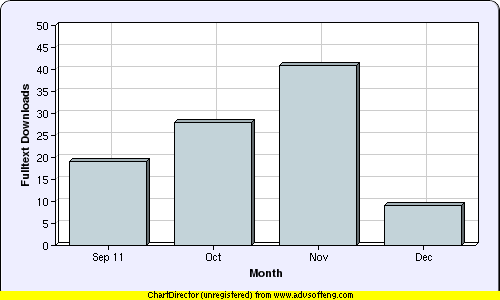 50
45
40
35
30
25
20
15
10
5
0
Fulltext Downloads
Sep 11 Oct Nov Dec
Month
ChartDirector (unregistered) from www.advsofteng.com